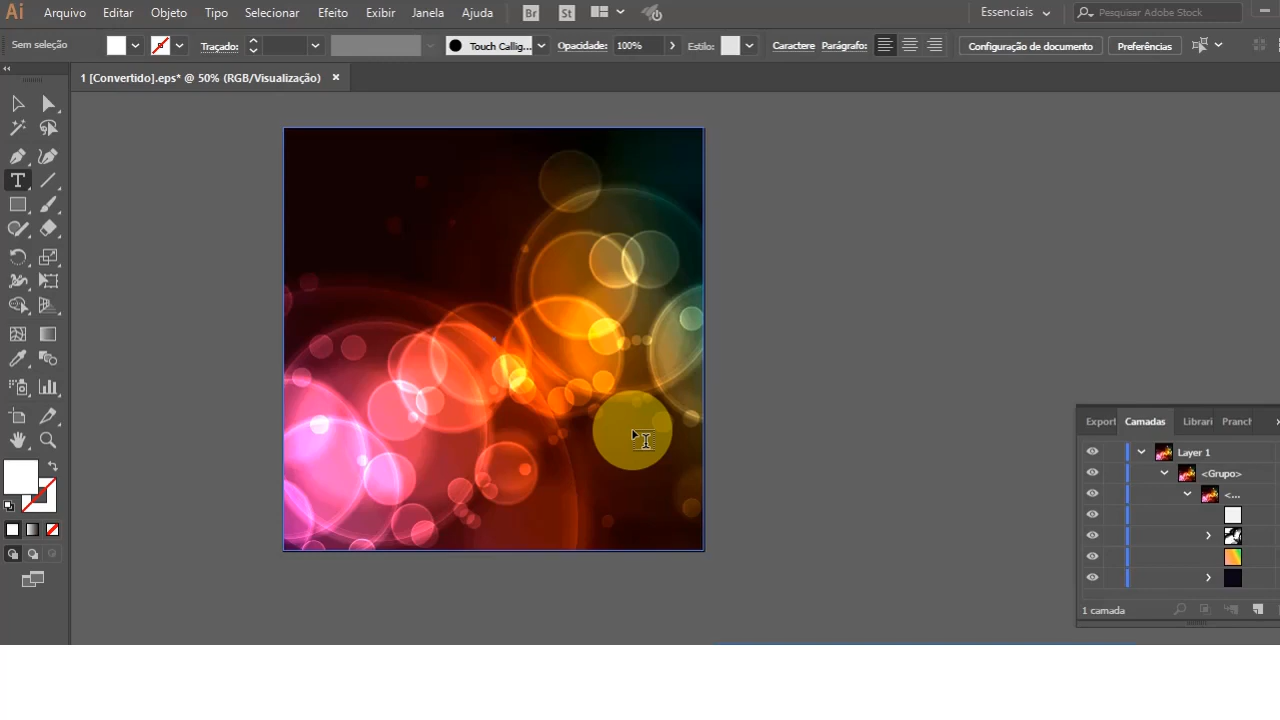 Ai Arquivo Editar Objeto Tipo Selecionar Efeito Exibir Janela Ajuda Br St Essenciais Pesquisar Adobe Stock
Sem seleção Traçado: Touch Callig... Opacidade: 100% Estilo: Caractere Parágrafo: Configuração de documento Preferências
1 [Convertido].eps* @ 50% (RGB/Visualização) ×
Export Camadas Librari Pranch
Layer 1
<Grupo>
<...
1 camada